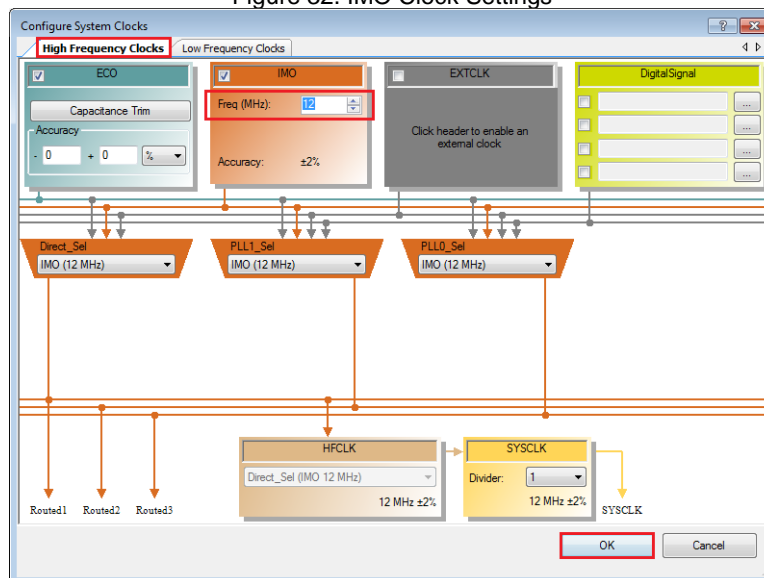 Figure 32. IMO Clock Settings
Configure System Clocks
High Frequency Clocks Low Frequency Clocks
ECO IMO EXTCLK DigitalSignal
Capacitance Trim Freq (MHz): 12
Accuracy
- 0 + 0 %
Accuracy: ±2%
Click header to enable an
external clock
...
...
...
...
Direct_Sel PLL1_Sel PLL0_Sel
IMO (12 MHz) IMO (12 MHz) IMO (12 MHz)
HFCLK SYSCLK
Direct_Sel (IMO 12 MHz) Divider: 1
12 MHz ±2% 12 MHz ±2%
Routed1 Routed2 Routed3 SYSCLK
OK Cancel